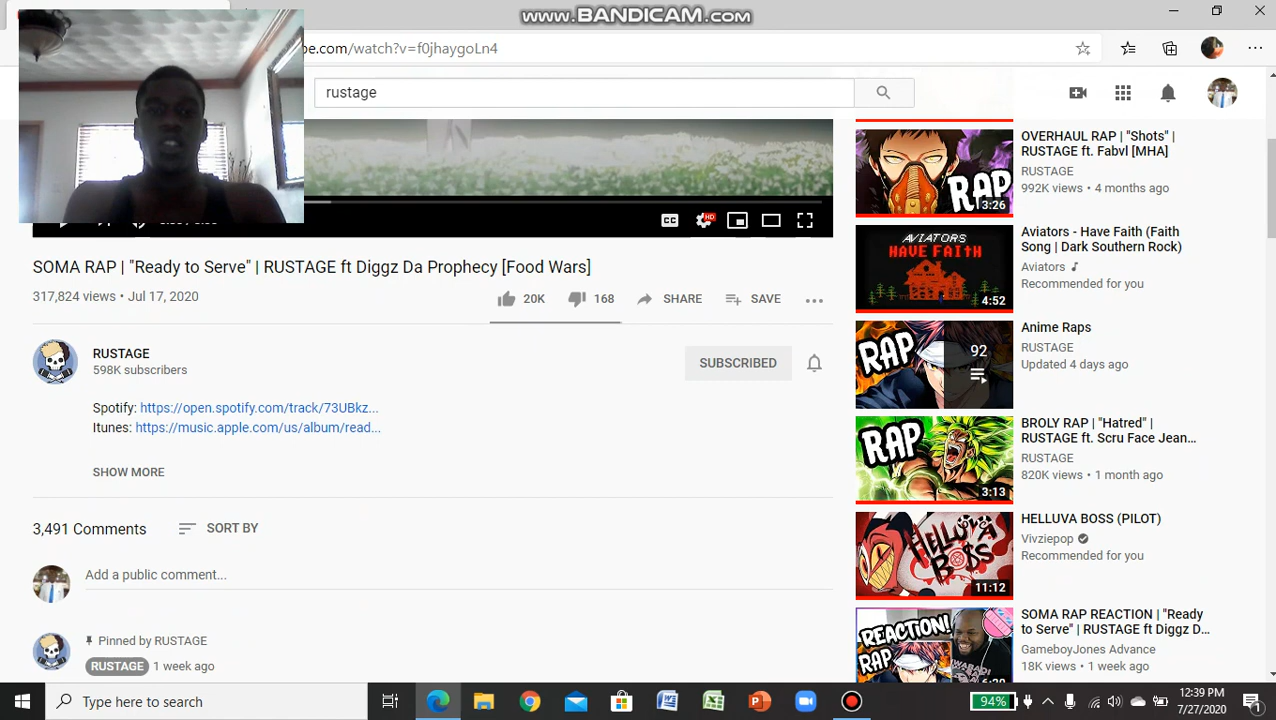 www.BANDICAM.com
be.com/watch?v=f0jhaygoLn4
rustage
SOMA RAP | "Ready to Serve" | RUSTAGE ft Diggz Da Prophecy [Food Wars]
317,824 views • Jul 17, 2020
20K
168
SHARE
SAVE
CC
HD
RUSTAGE
598K subscribers
SUBSCRIBED
Spotify: https://open.spotify.com/track/73UBkz...
Itunes: https://music.apple.com/us/album/read...
SHOW MORE
3,491 Comments
SORT BY
Add a public comment...
Pinned by RUSTAGE
RUSTAGE 1 week ago
RAP
3:26
OVERHAUL RAP | "Shots" |
RUSTAGE ft. Fabvl [MHA]
RUSTAGE
992K views • 4 months ago
AVIATORS
HAVE FAITH
4:52
Aviators - Have Faith (Faith
Song | Dark Southern Rock)
Aviators
Recommended for you
RAP
92
Anime Raps
RUSTAGE
Updated 4 days ago
RAP
3:13
BROLY RAP | "Hatred" |
RUSTAGE ft. Scru Face Jean...
RUSTAGE
820K views • 1 month ago
HELLUVA
BOSS
11:12
HELLUVA BOSS (PILOT)
Vivziepop
Recommended for you
REACTION!
RAP
SOMA RAP REACTION | "Ready
to Serve" | RUSTAGE ft Diggz D...
GameboyJones Advance
18K views • 1 week ago
Type here to search
94%
12:39 PM
7/27/2020
1